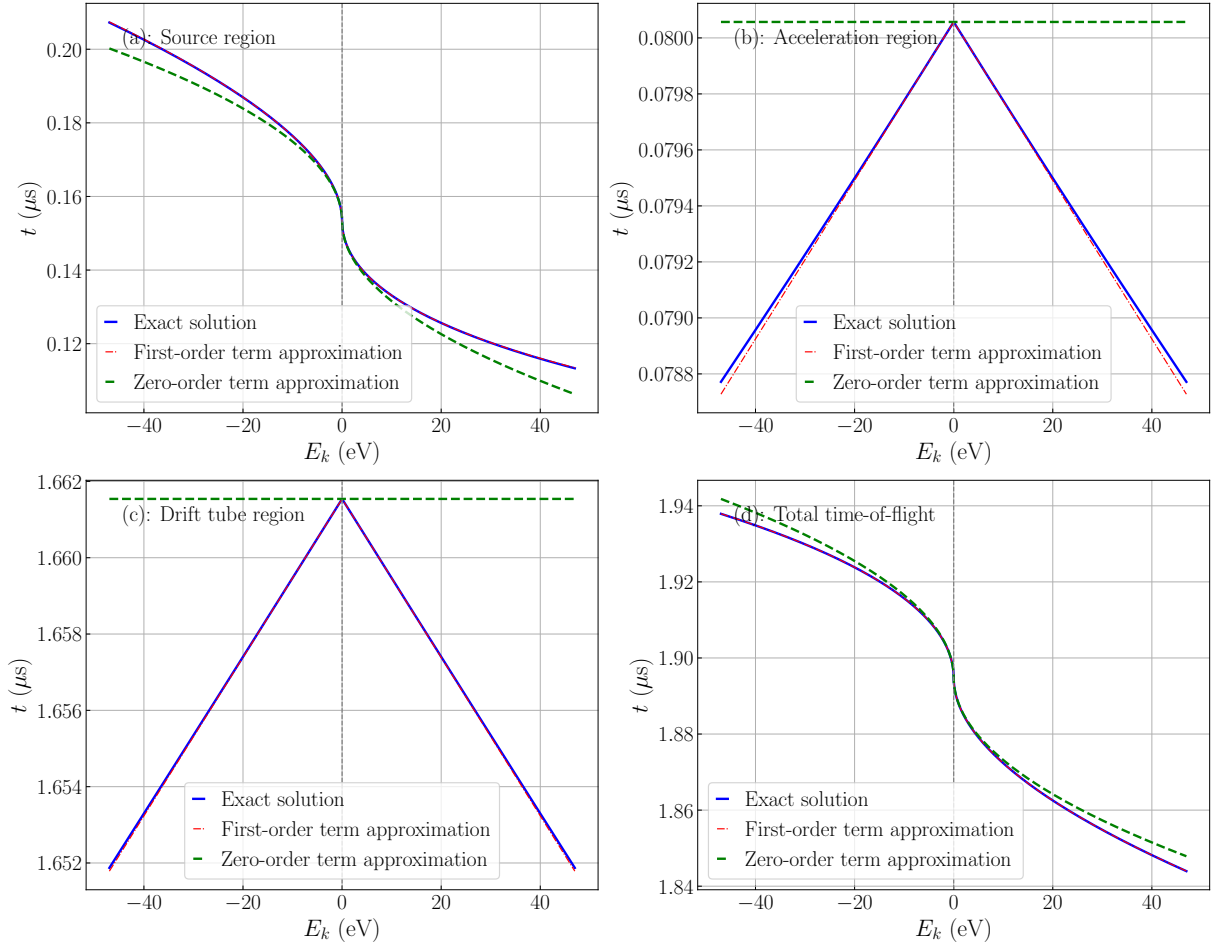 (a): Source region
0.20
0.18
0.16
0.14
0.12
t (μs)
Exact solution
First-order term approximation
Zero-order term approximation
−40 −20 0 20 40
E_k (eV)
(b): Acceleration region
0.0800
0.0798
0.0796
0.0794
0.0792
0.0790
0.0788
t (μs)
Exact solution
First-order term approximation
Zero-order term approximation
−40 −20 0 20 40
E_k (eV)
(c): Drift tube region
1.662
1.660
1.658
1.656
1.654
1.652
t (μs)
Exact solution
First-order term approximation
Zero-order term approximation
−40 −20 0 20 40
E_k (eV)
(d): Total time-of-flight
1.94
1.92
1.90
1.88
1.86
1.84
t (μs)
Exact solution
First-order term approximation
Zero-order term approximation
−40 −20 0 20 40
E_k (eV)